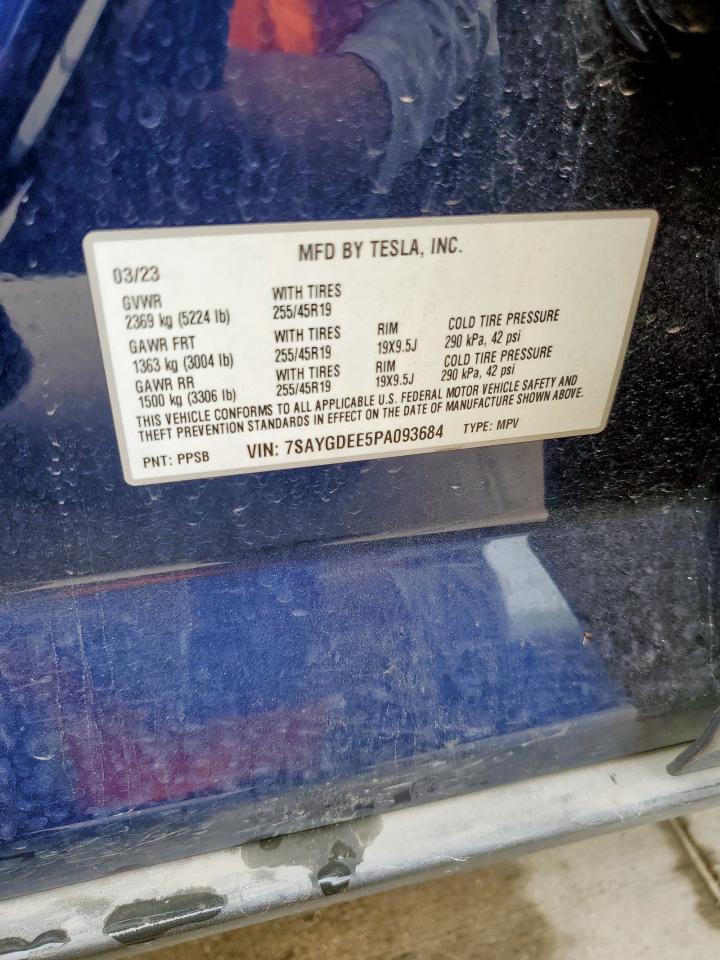 MFD BY TESLA, INC.
03/23
GVWR WITH TIRES
2369 kg (5224 lb) 255/45R19
GAWR FRT WITH TIRES RIM COLD TIRE PRESSURE
1363 kg (3004 lb) 255/45R19 19X9.5J 290 kPa, 42 psi
GAWR RR WITH TIRES RIM COLD TIRE PRESSURE
1500 kg (3306 lb) 255/45R19 19X9.5J 290 kPa, 42 psi
THIS VEHICLE CONFORMS TO ALL APPLICABLE U.S. FEDERAL MOTOR VEHICLE SAFETY AND
THEFT PREVENTION STANDARDS IN EFFECT ON THE DATE OF MANUFACTURE SHOWN ABOVE.
PNT: PPSB VIN: 7SAYGDEE5PA093684 TYPE: MPV